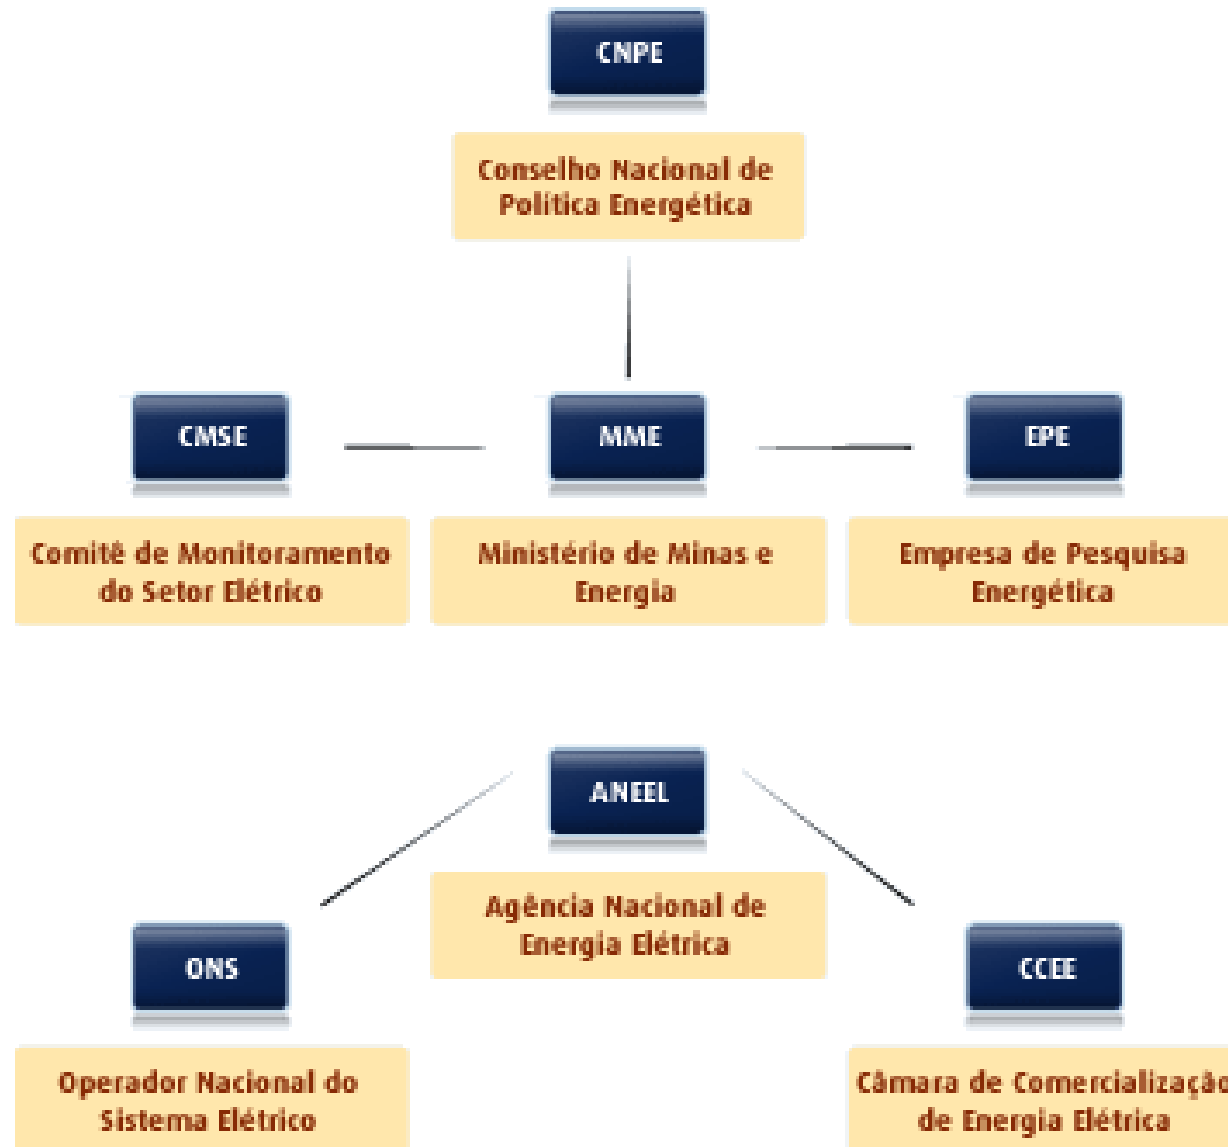 CNPE
Conselho Nacional de
Política Energética
CMSE
MME
EPE
Comitê de Monitoramento
do Setor Elétrico
Ministério de Minas e
Energia
Empresa de Pesquisa
Energética
ANEEL
Agência Nacional de
Energia Elétrica
ONS
CCEE
Operador Nacional do
Sistema Elétrico
Câmara de Comercialização
de Energia Elétrica